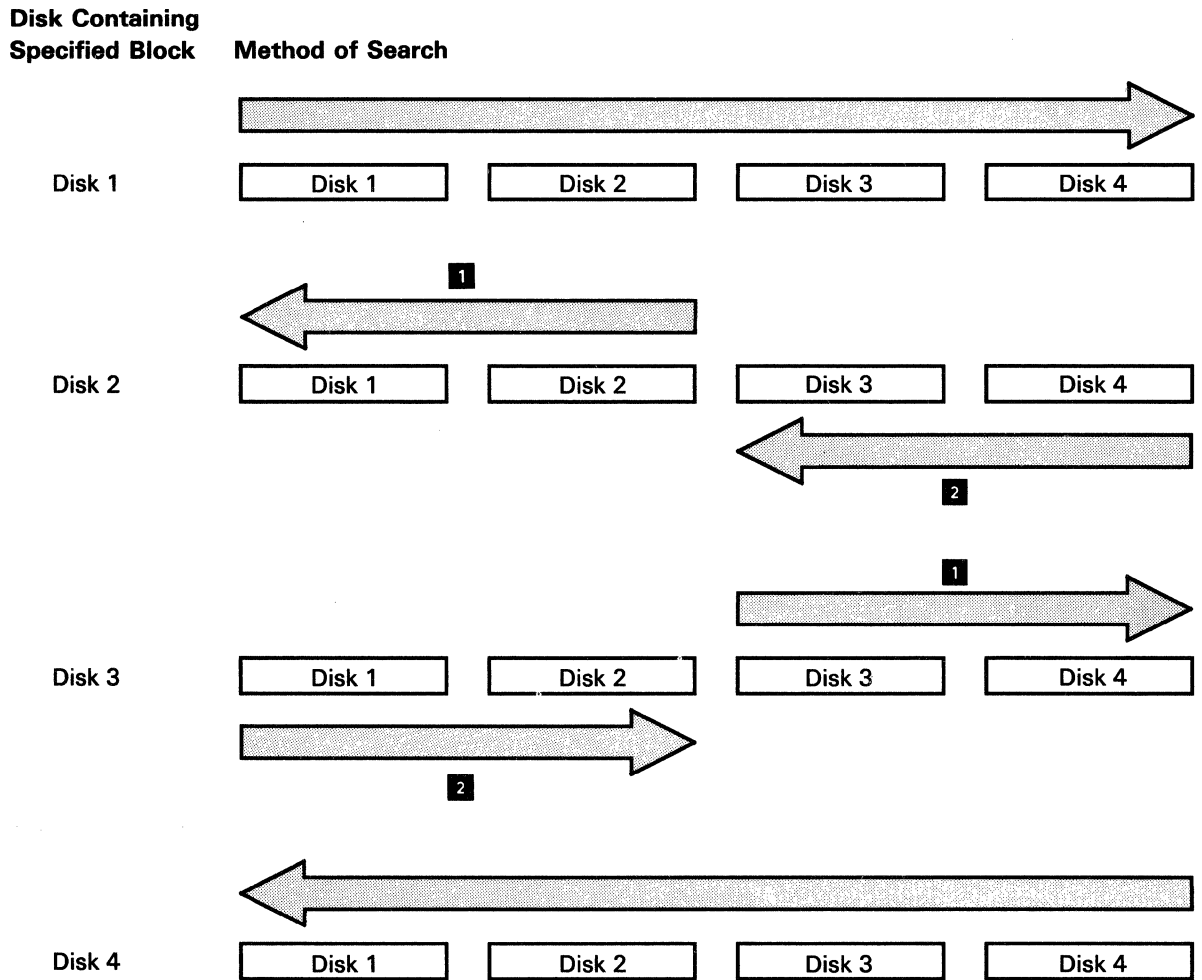 Disk Containing
Specified Block Method of Search
Disk 1 Disk 1 Disk 2 Disk 3 Disk 4
1
Disk 2 Disk 1 Disk 2 Disk 3 Disk 4
2
1
Disk 3 Disk 1 Disk 2 Disk 3 Disk 4
2
Disk 4 Disk 1 Disk 2 Disk 3 Disk 4